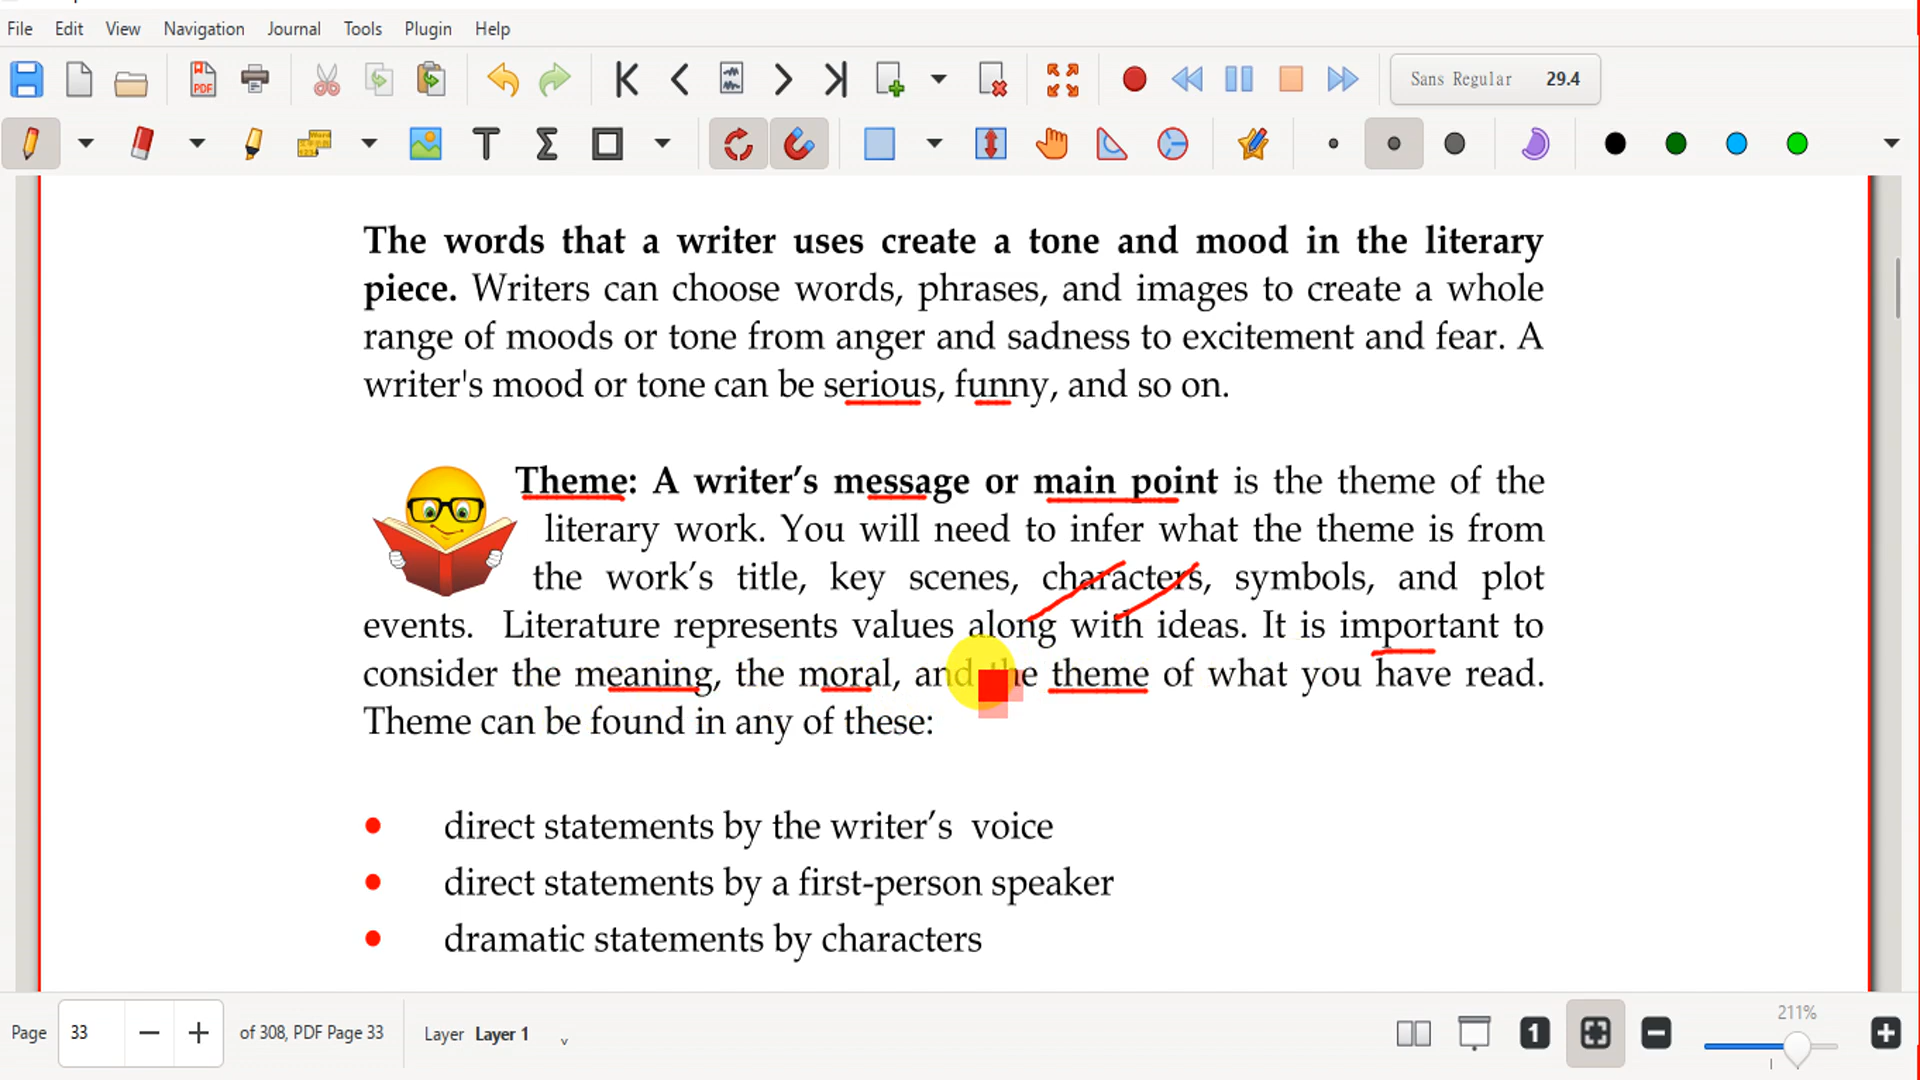 File Edit View Navigation Journal Tools Plugin Help
PDF
Sans Regular 29.4
T Σ
The words that a writer uses create a tone and mood in the literary
piece. Writers can choose words, phrases, and images to create a whole
range of moods or tone from anger and sadness to excitement and fear. A
writer's mood or tone can be serious, funny, and so on.
Theme: A writer’s message or main point is the theme of the
literary work. You will need to infer what the theme is from
the work’s title, key scenes, characters, symbols, and plot
events. Literature represents values along with ideas. It is important to
consider the meaning, the moral, and the theme of what you have read.
Theme can be found in any of these:
• direct statements by the writer’s voice
• direct statements by a first-person speaker
• dramatic statements by characters
Page 33 of 308, PDF Page 33 Layer Layer 1 1 211%